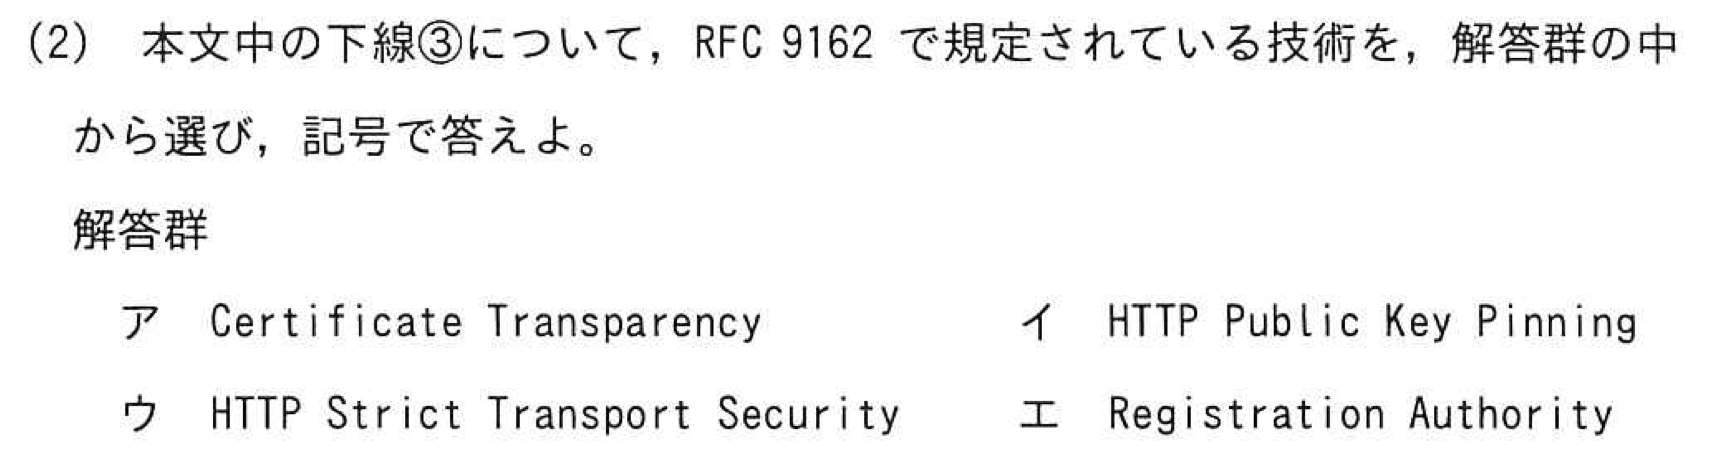 (2) 本文中の下線③について，RFC 9162 で規定されている技術を，解答群の中
から選び，記号で答えよ。
解答群
ア Certificate Transparency イ HTTP Public Key Pinning
ウ HTTP Strict Transport Security エ Registration Authority